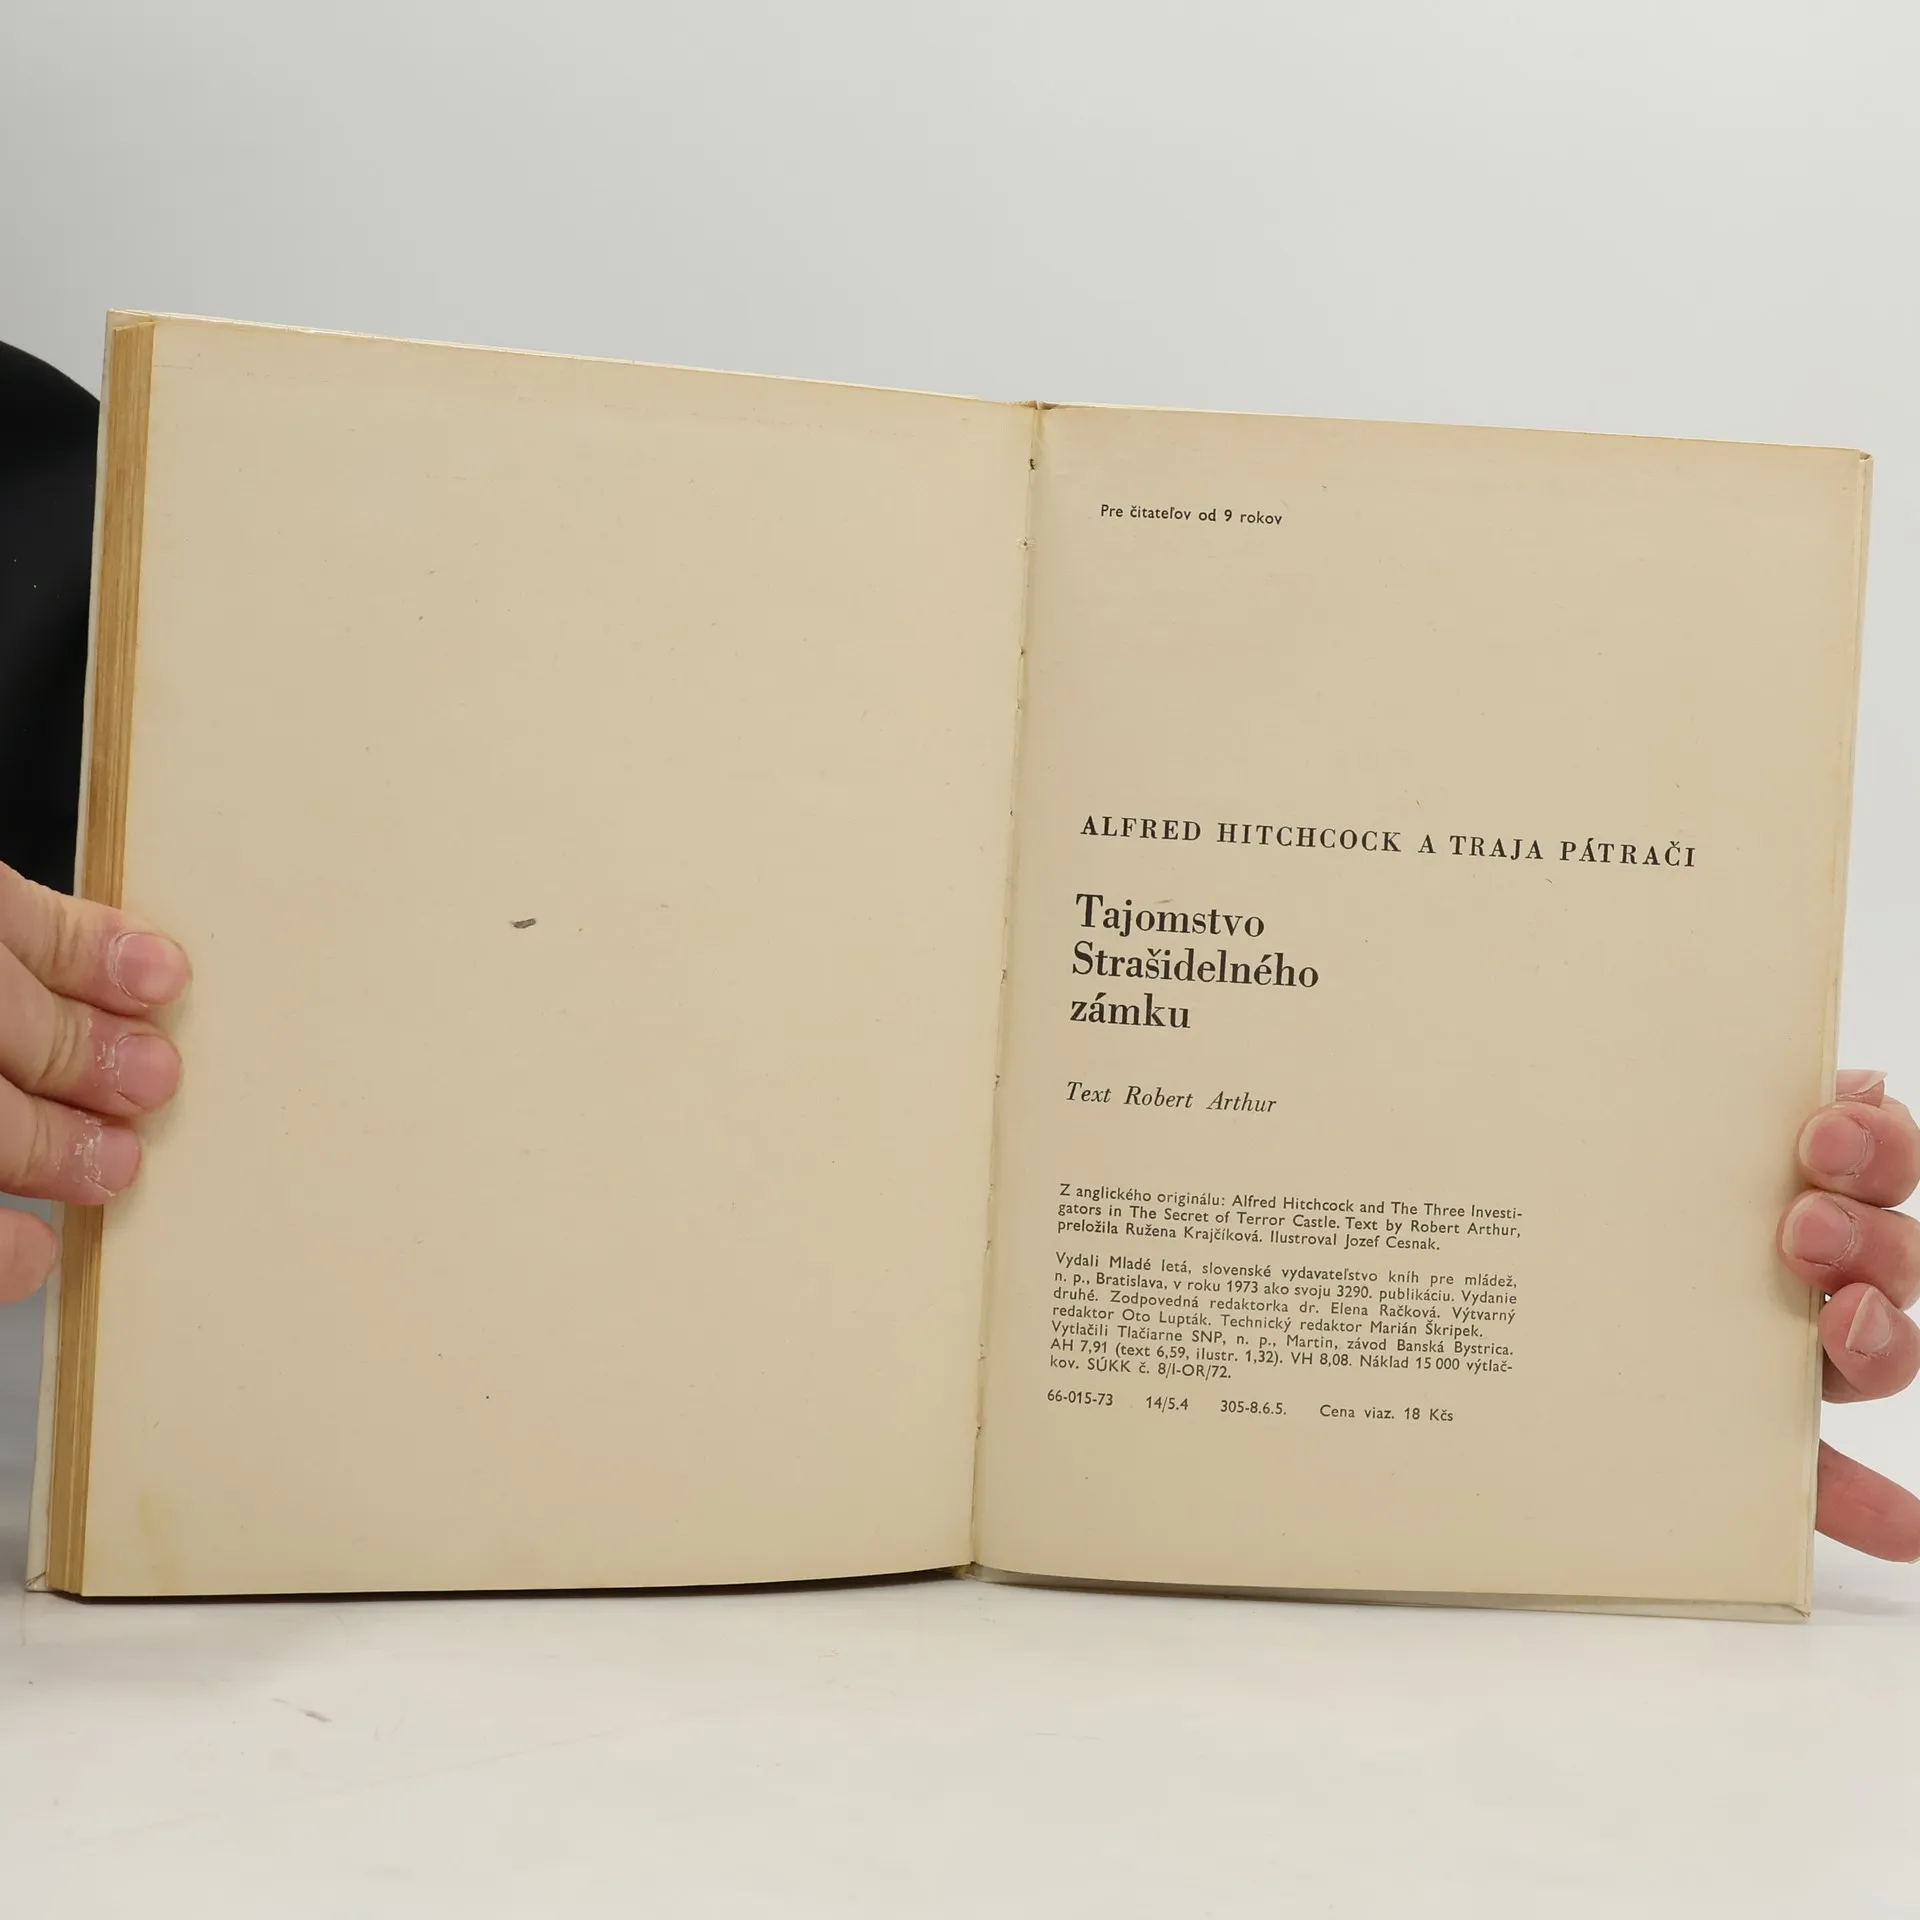 Pre čitateľov od 9 rokov
ALFRED HITCHCOCK A TRAJA PÁTRAČI
Tajomstvo
Strašidelného
zámku
Text Robert Arthur
Z anglického originálu: Alfred Hitchcock and The Three Investi-
gators in The Secret of Terror Castle. Text by Robert Arthur,
preložila Ružena Krajčíková. Ilustroval Jozef Cesnak.
Vydali Mladé letá, slovenské vydavateľstvo kníh pre mládež,
n. p., Bratislava, v roku 1973 ako svoju 3290. publikáciu. Vydanie
druhé. Zodpovedná redaktorka dr. Elena Račková. Výtvarný
redaktor Oto Lupták. Technický redaktor Marián Škripek.
Vytlačili Tlačiarne SNP, n. p., Martin, závod Banská Bystrica.
AH 7,91 (text 6,59, ilustr. 1,32). VH 8,08. Náklad 15 000 výtlač-
kov. SÚKK č. 8/I-OR/72.
66-015-73 14/5.4 305-8.6.5. Cena viaz. 18 Kčs